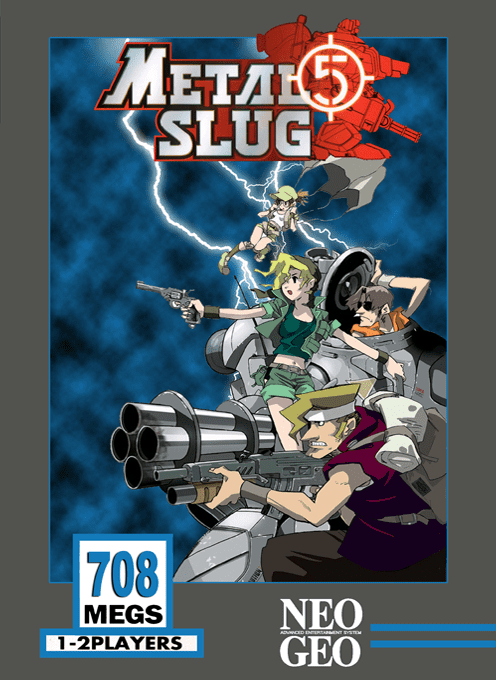 METAL 5
SLUG
708
MEGS
1-2PLAYERS
NEO
ADVANCED ENTERTAINMENT SYSTEM
GEO